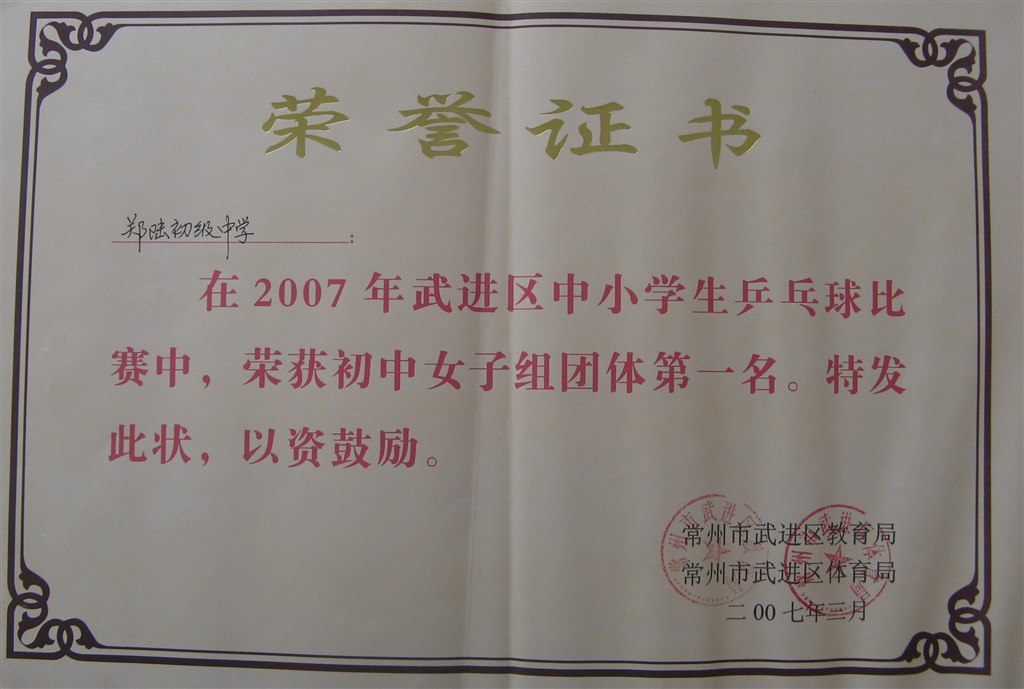 荣誉证书
郑陆初级中学：
在2007年武进区中小学生乒乓球比
赛中，荣获初中女子组团体第一名。特发
此状，以资鼓励。
常州市武进区教育局
常州市武进区体育局
二00七年三月